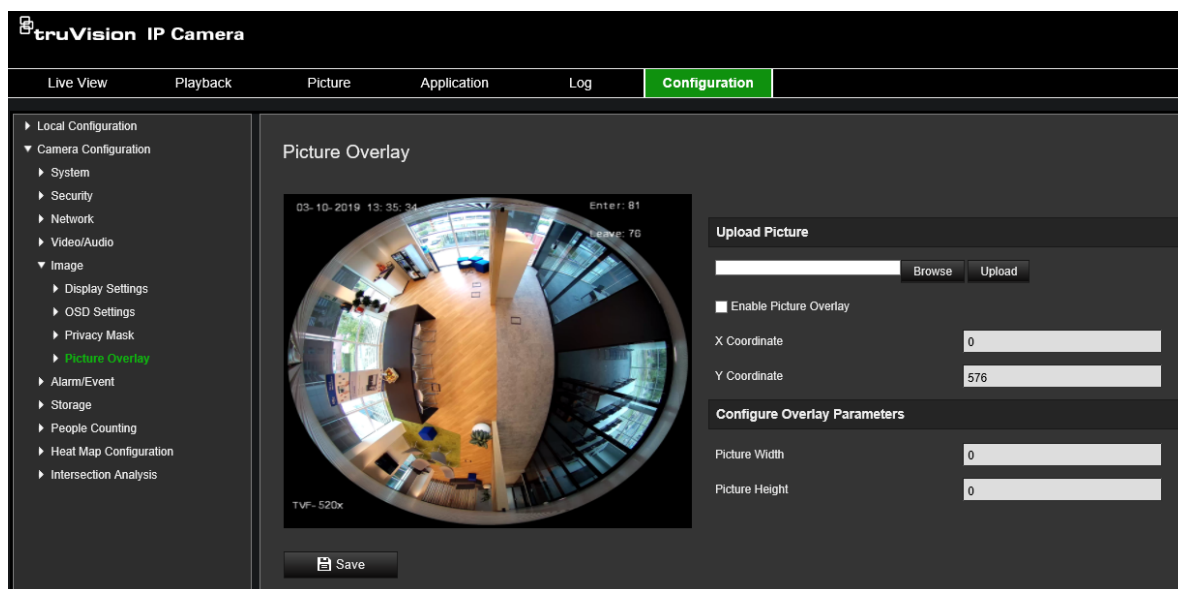 truVision IP Camera
Live View Playback Picture Application Log Configuration
Local Configuration
Camera Configuration
System
Security
Network
Video/Audio
Image
Display Settings
OSD Settings
Privacy Mask
Picture Overlay
Alarm/Event
Storage
People Counting
Heat Map Configuration
Intersection Analysis
Picture Overlay
03-10-2019 13:35:34
Enter: 81
Leave: 76
TVF-520x
Save
Upload Picture
Browse Upload
Enable Picture Overlay
X Coordinate 0
Y Coordinate 576
Configure Overlay Parameters
Picture Width 0
Picture Height 0